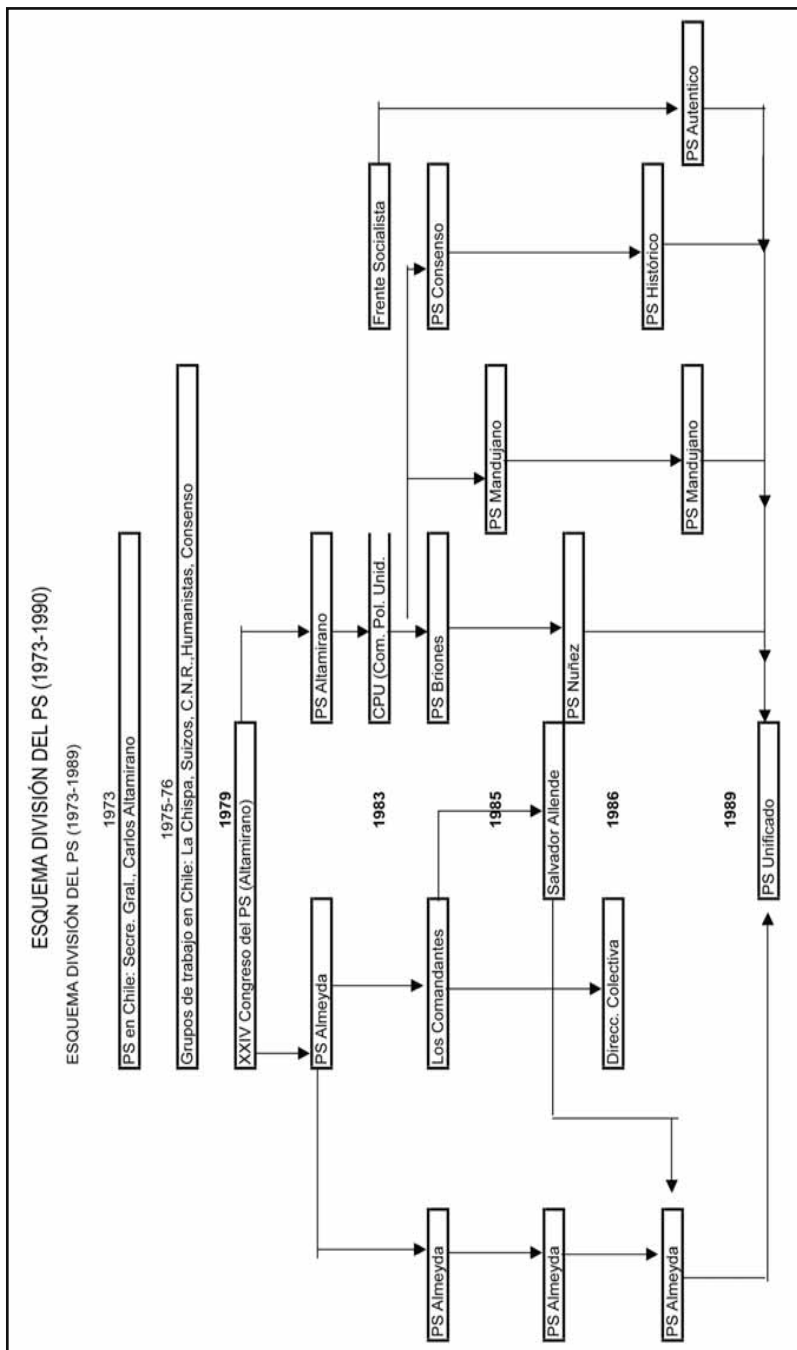 ESQUEMA DIVISIÓN DEL PS (1973-1990)
ESQUEMA DIVISIÓN DEL PS (1973-1989)
1973
PS en Chile: Secre. Gral., Carlos Altamirano
1975-76
Grupos de trabajo en Chile: La Chispa, Suizos, C.N.R.,Humanistas, Consenso
1979
XXIV Congreso del PS (Altamirano)
PS Almeyda
PS Altamirano
1983
CPU (Com. Pol. Unid.
Frente Socialista
PS Almeyda
Los Comandantes
PS Briones
PS Consenso
1985
PS Mandujano
PS Almeyda
Salvador Allende
PS Nuñez
1986
Direcc. Colectiva
PS Histórico
PS Almeyda
PS Mandujano
PS Autentico
1989
PS Unificado